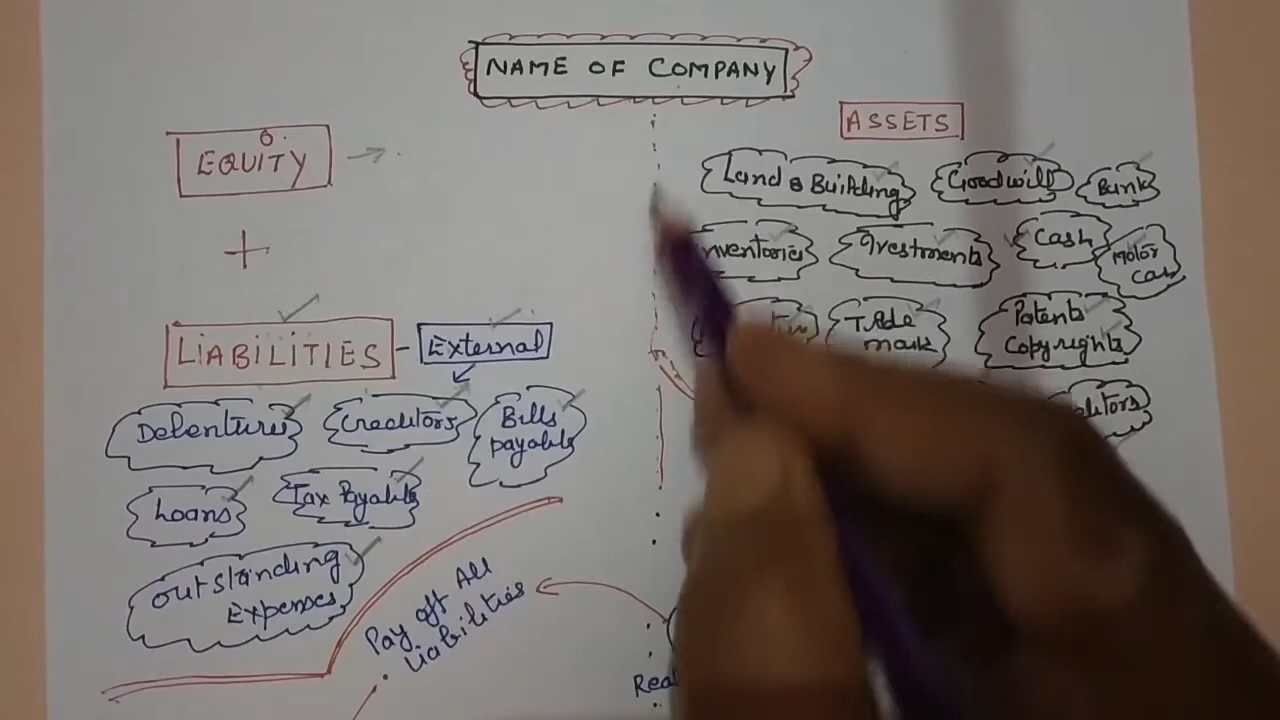 NAME OF COMPANY
EQUITY
+
LIABILITIES - External
Debentures
Creditors
Bills
payable
Loans
Tax Payable
Outstanding
Expenses
Pay off All
Liabilities
ASSETS
Land & Building
Goodwill
Bank
Inventories
Investments
Cash
Motor
Car
Trade
mark
Patents
Copyrights